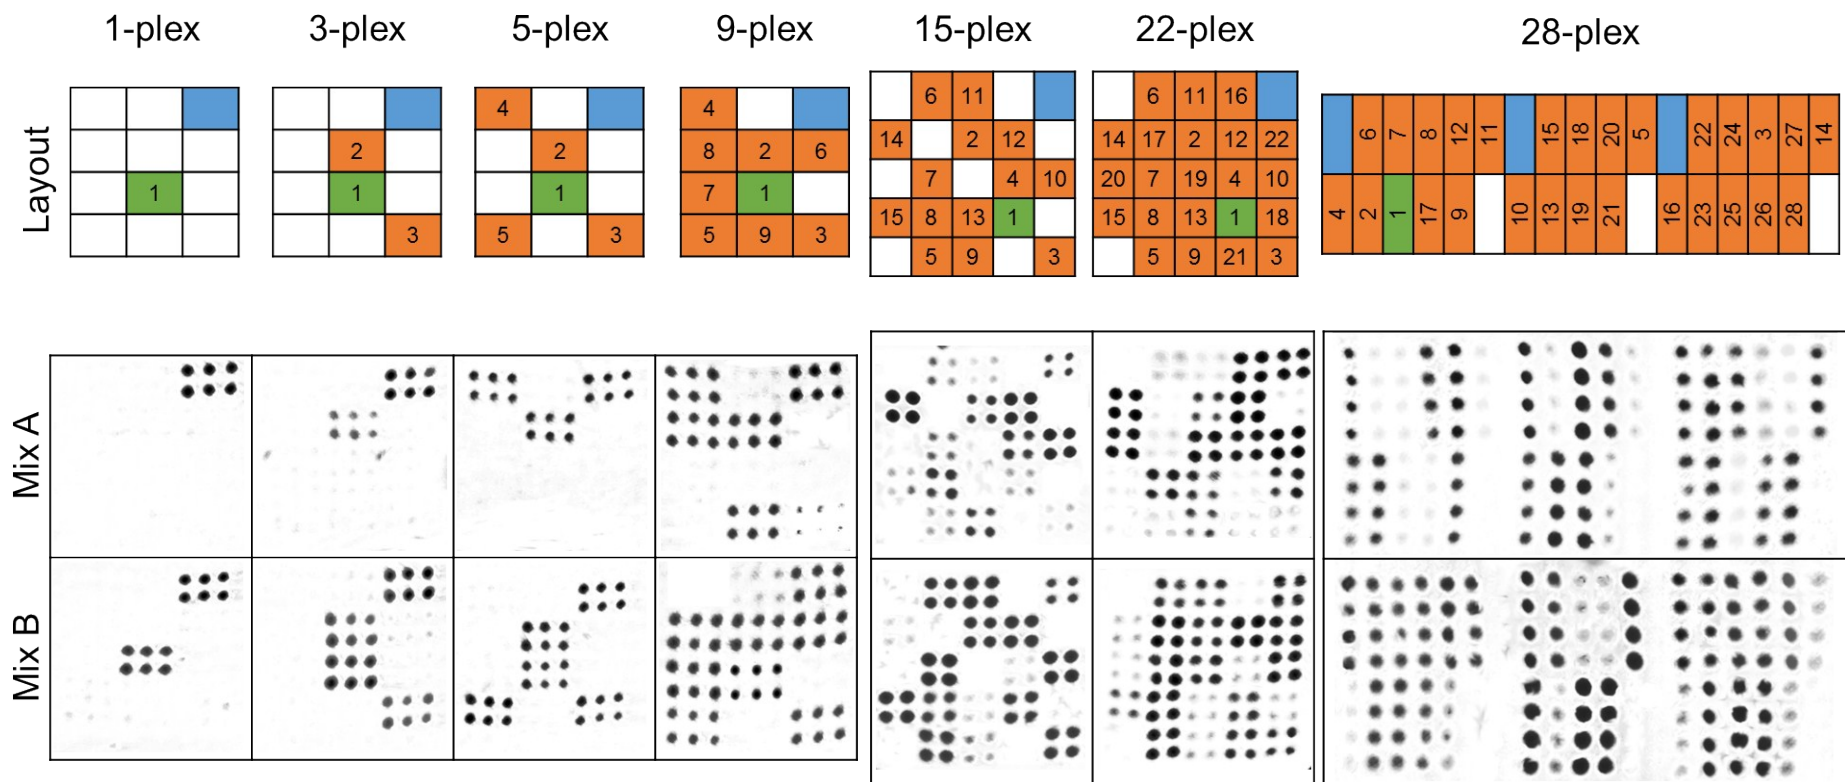 1-plex 3-plex 5-plex 9-plex 15-plex 22-plex 28-plex
Layout
1
2
1
3
4
2
1
5 3
4
8 2 6
7 1
5 9 3
6 11
14 2 12
7 4 10
15 8 13 1
5 9 3
6 11 16
14 17 2 12 22
20 7 19 4 10
15 8 13 1 18
5 9 21 3
6 7 8 12 11 15 18 20 5 22 24 3 27 14
4 2 1 17 9 10 13 19 21 16 23 25 26 28
Mix A
Mix B